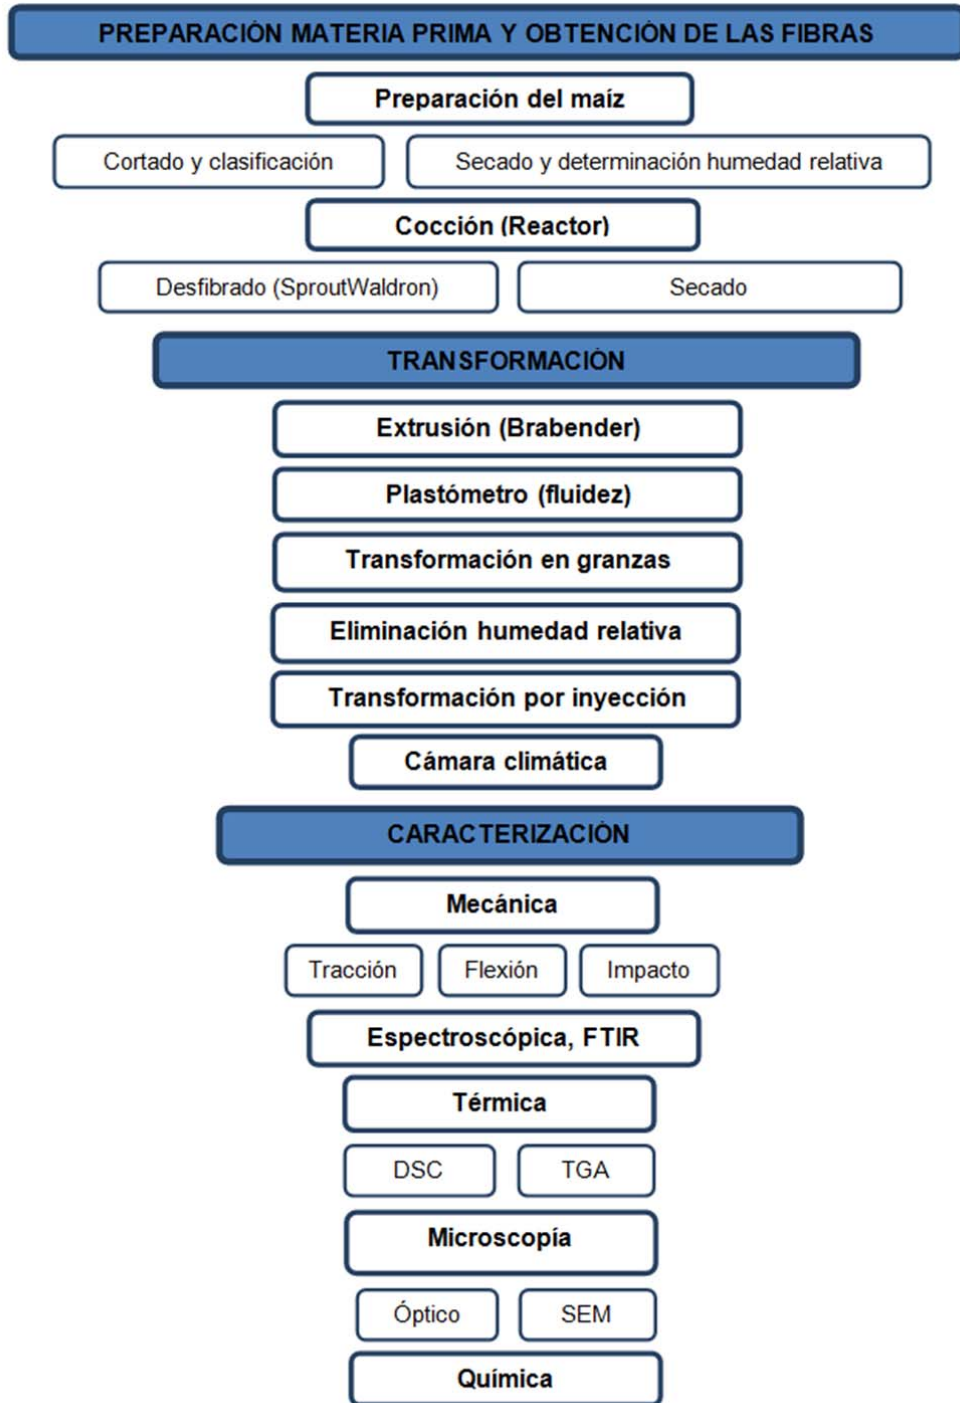 PREPARACIÓN MATERIA PRIMA Y OBTENCIÓN DE LAS FIBRAS
Preparación del maíz
Cortado y clasificación
Secado y determinación humedad relativa
Cocción (Reactor)
Desfibrado (SproutWaldron)
Secado
TRANSFORMACIÓN
Extrusión (Brabender)
Plastómetro (fluidez)
Transformación en granzas
Eliminación humedad relativa
Transformación por inyección
Cámara climática
CARACTERIZACIÓN
Mecánica
Tracción
Flexión
Impacto
Espectroscópica, FTIR
Térmica
DSC
TGA
Microscopía
Óptico
SEM
Química